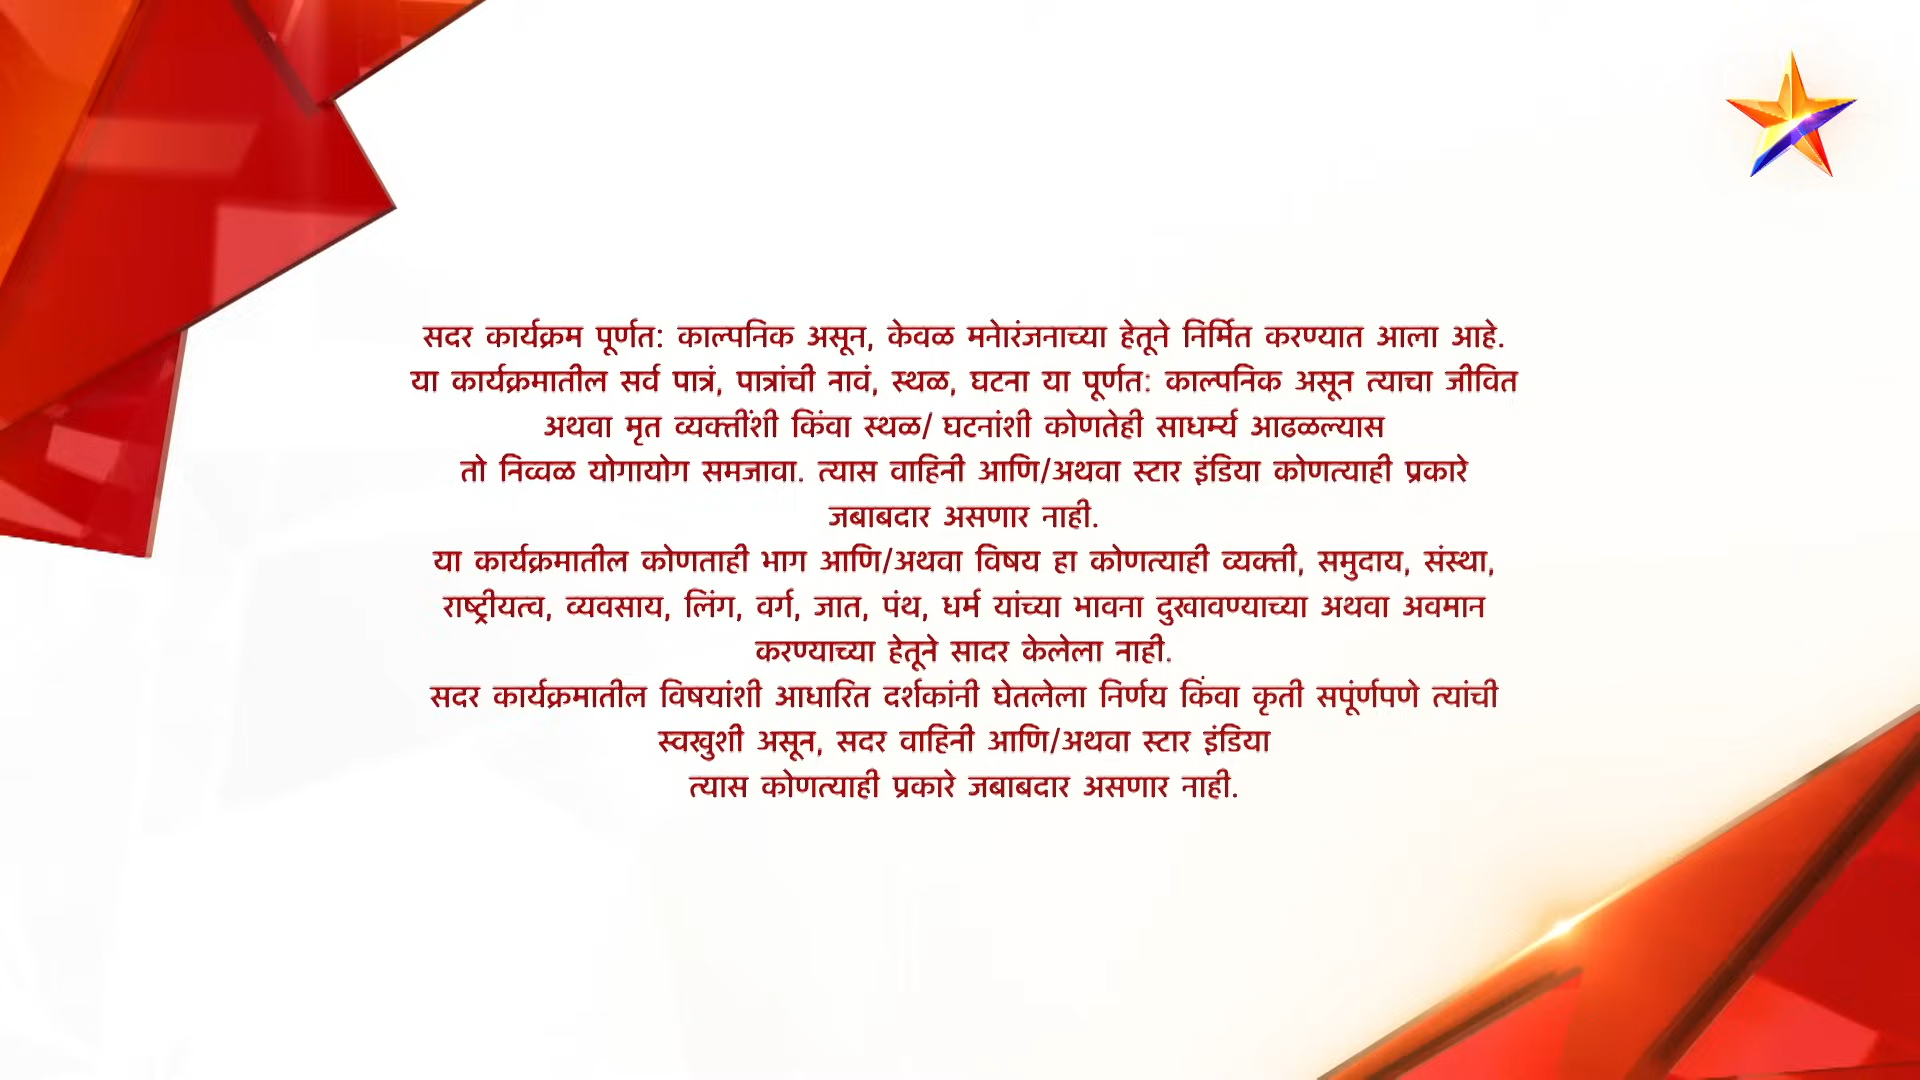 सदर कार्यक्रम पूर्णत: काल्पनिक असून, केवळ मनोरंजनाच्या हेतूने निर्मित करण्यात आला आहे.
या कार्यक्रमातील सर्व पात्रं, पात्रांची नावं, स्थळ, घटना या पूर्णत: काल्पनिक असून त्याचा जीवित
अथवा मृत व्यक्तींशी किंवा स्थळ/ घटनांशी कोणतेही साधर्म्य आढळल्यास
तो निव्वळ योगायोग समजावा. त्यास वाहिनी आणि/अथवा स्टार इंडिया कोणत्याही प्रकारे
जबाबदार असणार नाही.
या कार्यक्रमातील कोणताही भाग आणि/अथवा विषय हा कोणत्याही व्यक्ती, समुदाय, संस्था,
राष्ट्रीयत्व, व्यवसाय, लिंग, वर्ग, जात, पंथ, धर्म यांच्या भावना दुखावण्याच्या अथवा अवमान
करण्याच्या हेतूने सादर केलेला नाही.
सदर कार्यक्रमातील विषयांशी आधारित दर्शकांनी घेतलेला निर्णय किंवा कृती सपूंर्णपणे त्यांची
स्वखुशी असून, सदर वाहिनी आणि/अथवा स्टार इंडिया
त्यास कोणत्याही प्रकारे जबाबदार असणार नाही.